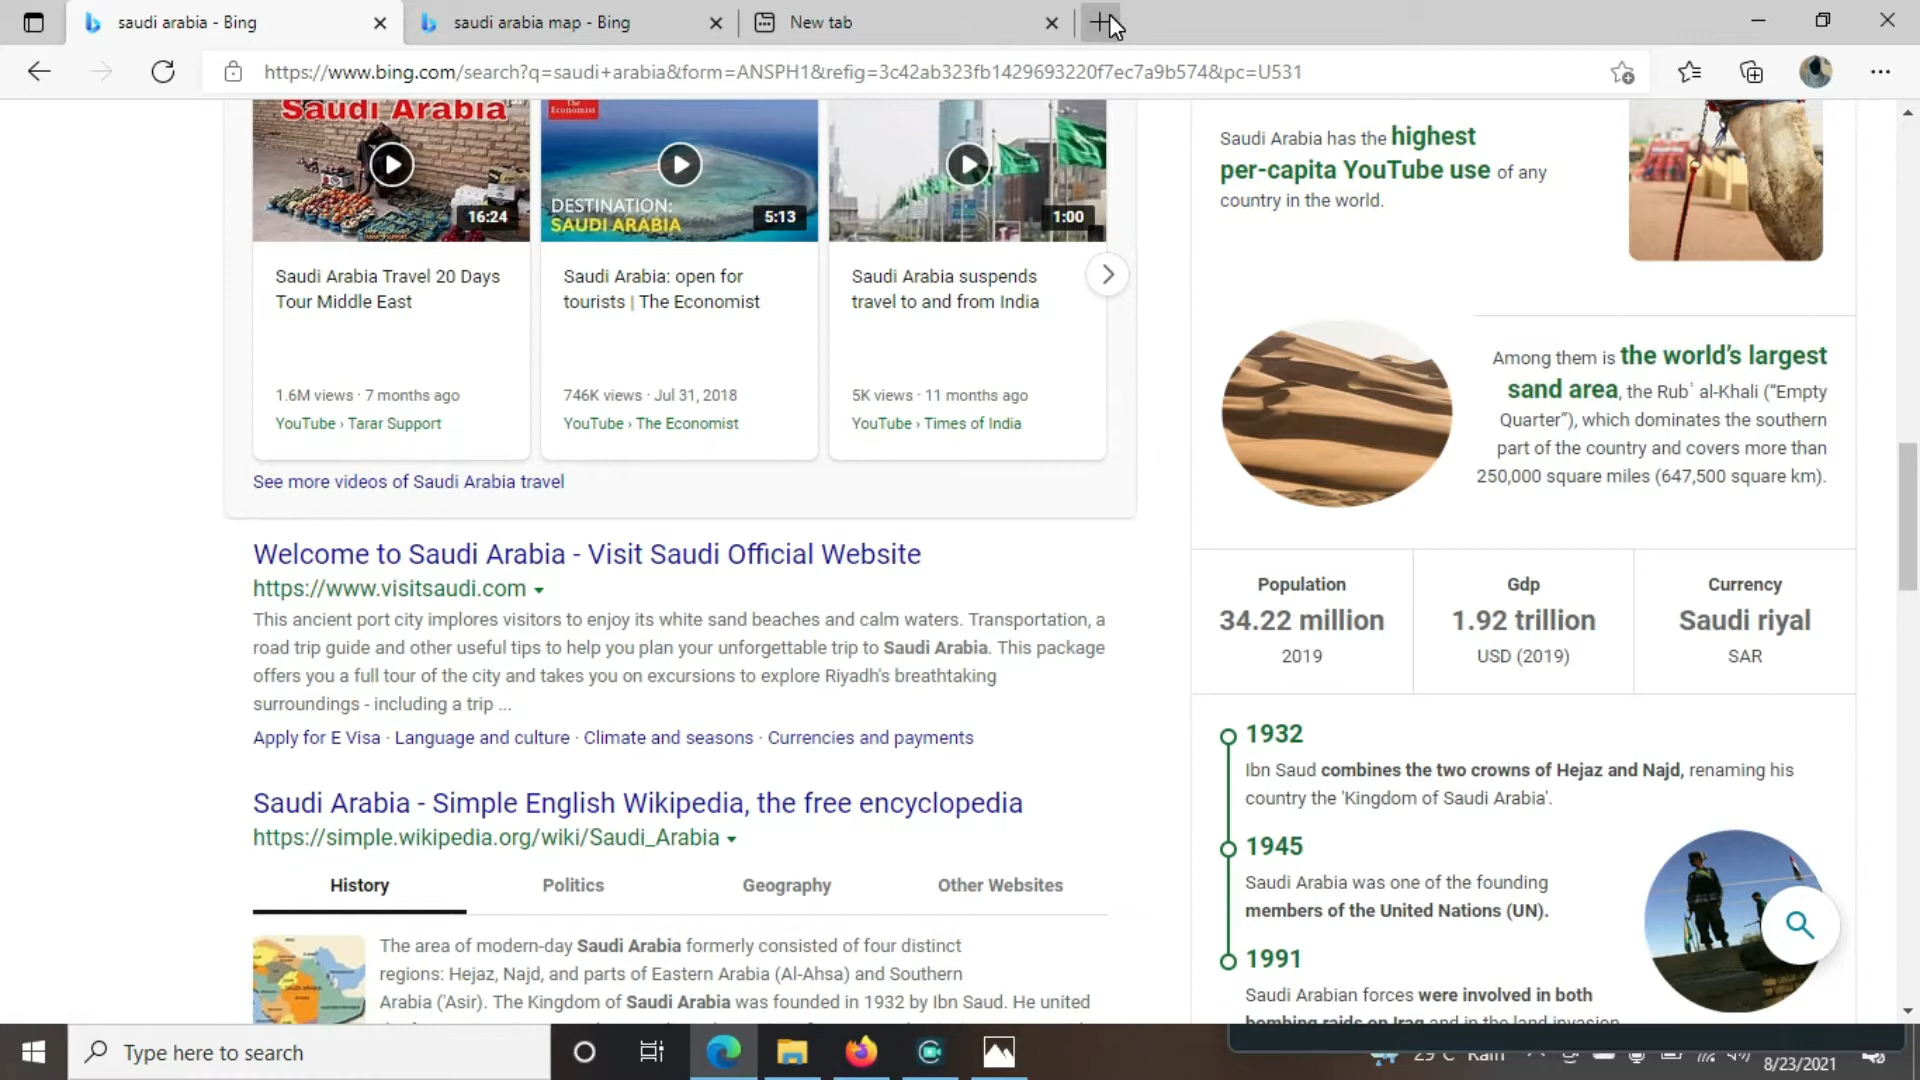 saudi arabia - Bing
saudi arabia map - Bing
New tab
https://www.bing.com/search?q=saudi+arabia&form=ANSPH1&refig=3c42ab323fb1429693220f7ec7a9b574&pc=U531
Saudi Arabia
The Economist
DESTINATION:
SAUDI ARABIA
16:24
5:13
1:00
Saudi Arabia Travel 20 Days
Tour Middle East
1.6M views · 7 months ago
YouTube › Tarar Support
Saudi Arabia: open for
tourists | The Economist
746K views · Jul 31, 2018
YouTube › The Economist
Saudi Arabia suspends
travel to and from India
5K views · 11 months ago
YouTube › Times of India
See more videos of Saudi Arabia travel
Welcome to Saudi Arabia - Visit Saudi Official Website
https://www.visitsaudi.com
This ancient port city implores visitors to enjoy its white sand beaches and calm waters. Transportation, a
road trip guide and other useful tips to help you plan your unforgettable trip to Saudi Arabia. This package
offers you a full tour of the city and takes you on excursions to explore Riyadh's breathtaking
surroundings - including a trip ...
Apply for E Visa · Language and culture · Climate and seasons · Currencies and payments
Saudi Arabia - Simple English Wikipedia, the free encyclopedia
https://simple.wikipedia.org/wiki/Saudi_Arabia
History Politics Geography Other Websites
The area of modern-day Saudi Arabia formerly consisted of four distinct
regions: Hejaz, Najd, and parts of Eastern Arabia (Al-Ahsa) and Southern
Arabia ('Asir). The Kingdom of Saudi Arabia was founded in 1932 by Ibn Saud. He united
Saudi Arabia has the highest
per-capita YouTube use of any
country in the world.
Among them is the world's largest
sand area, the Rubʿ al-Khali (“Empty
Quarter”), which dominates the southern
part of the country and covers more than
250,000 square miles (647,500 square km).
Population
34.22 million
2019
Gdp
1.92 trillion
USD (2019)
Currency
Saudi riyal
SAR
1932
Ibn Saud combines the two crowns of Hejaz and Najd, renaming his
country the 'Kingdom of Saudi Arabia'.
1945
Saudi Arabia was one of the founding
members of the United Nations (UN).
1991
Saudi Arabian forces were involved in both
bombing raids on Iraq and in the land invasion
Type here to search
29°C Rain
8/23/2021